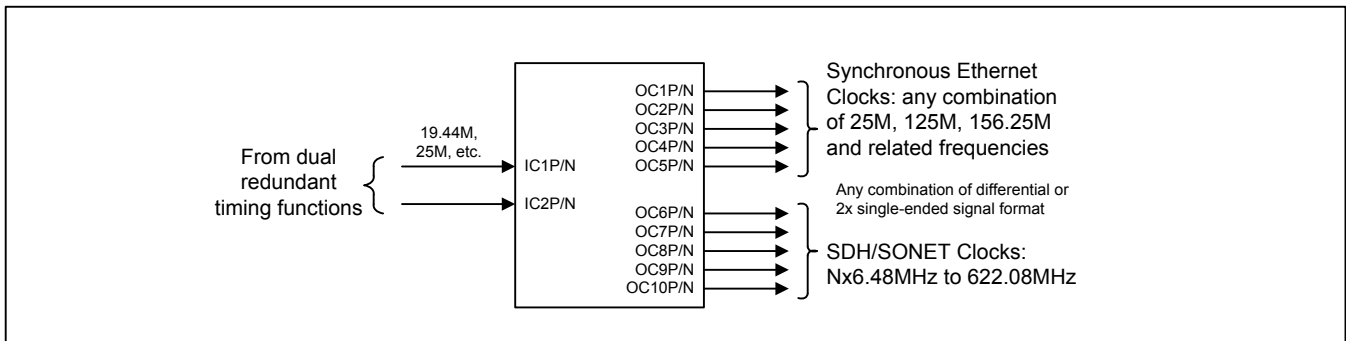 From dual
redundant
timing functions
19.44M,
25M, etc.
IC1P/N
IC2P/N
OC1P/N
OC2P/N
OC3P/N
OC4P/N
OC5P/N
OC6P/N
OC7P/N
OC8P/N
OC9P/N
OC10P/N
Synchronous Ethernet
Clocks: any combination
of 25M, 125M, 156.25M
and related frequencies
Any combination of differential or
2x single-ended signal format
SDH/SONET Clocks:
Nx6.48MHz to 622.08MHz